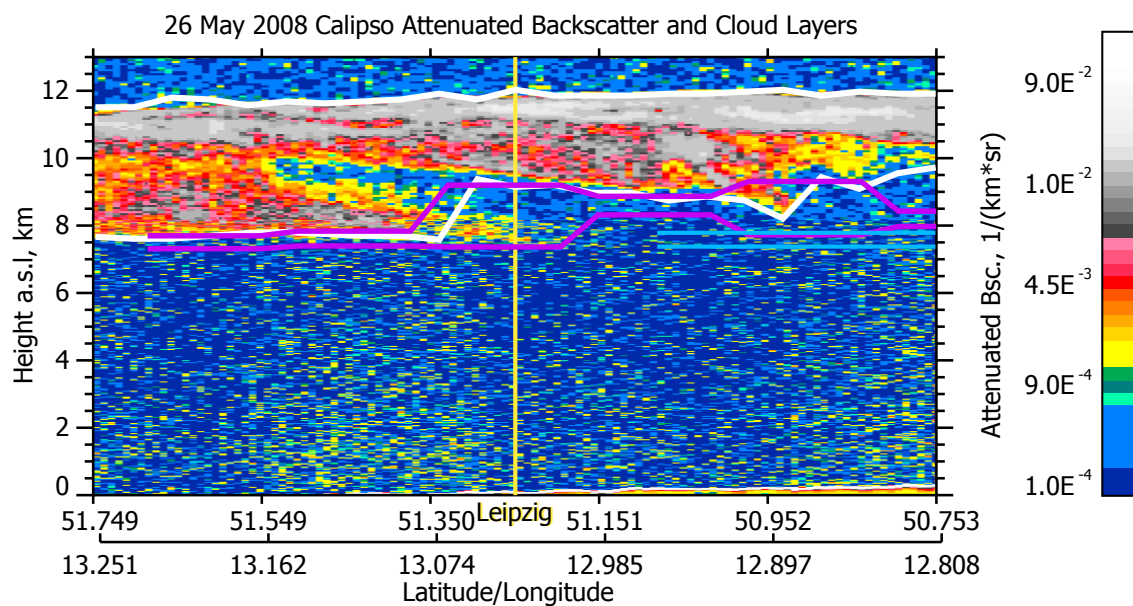 26 May 2008 Calipso Attenuated Backscatter and Cloud Layers
Height a.s.l, km
12
10
8
6
4
2
0
51.749 51.549 51.350 Leipzig 51.151 50.952 50.753
13.251 13.162 13.074 12.985 12.897 12.808
Latitude/Longitude
Attenuated Bsc., 1/(km*sr)
9.0E-2
1.0E-2
4.5E-3
9.0E-4
1.0E-4